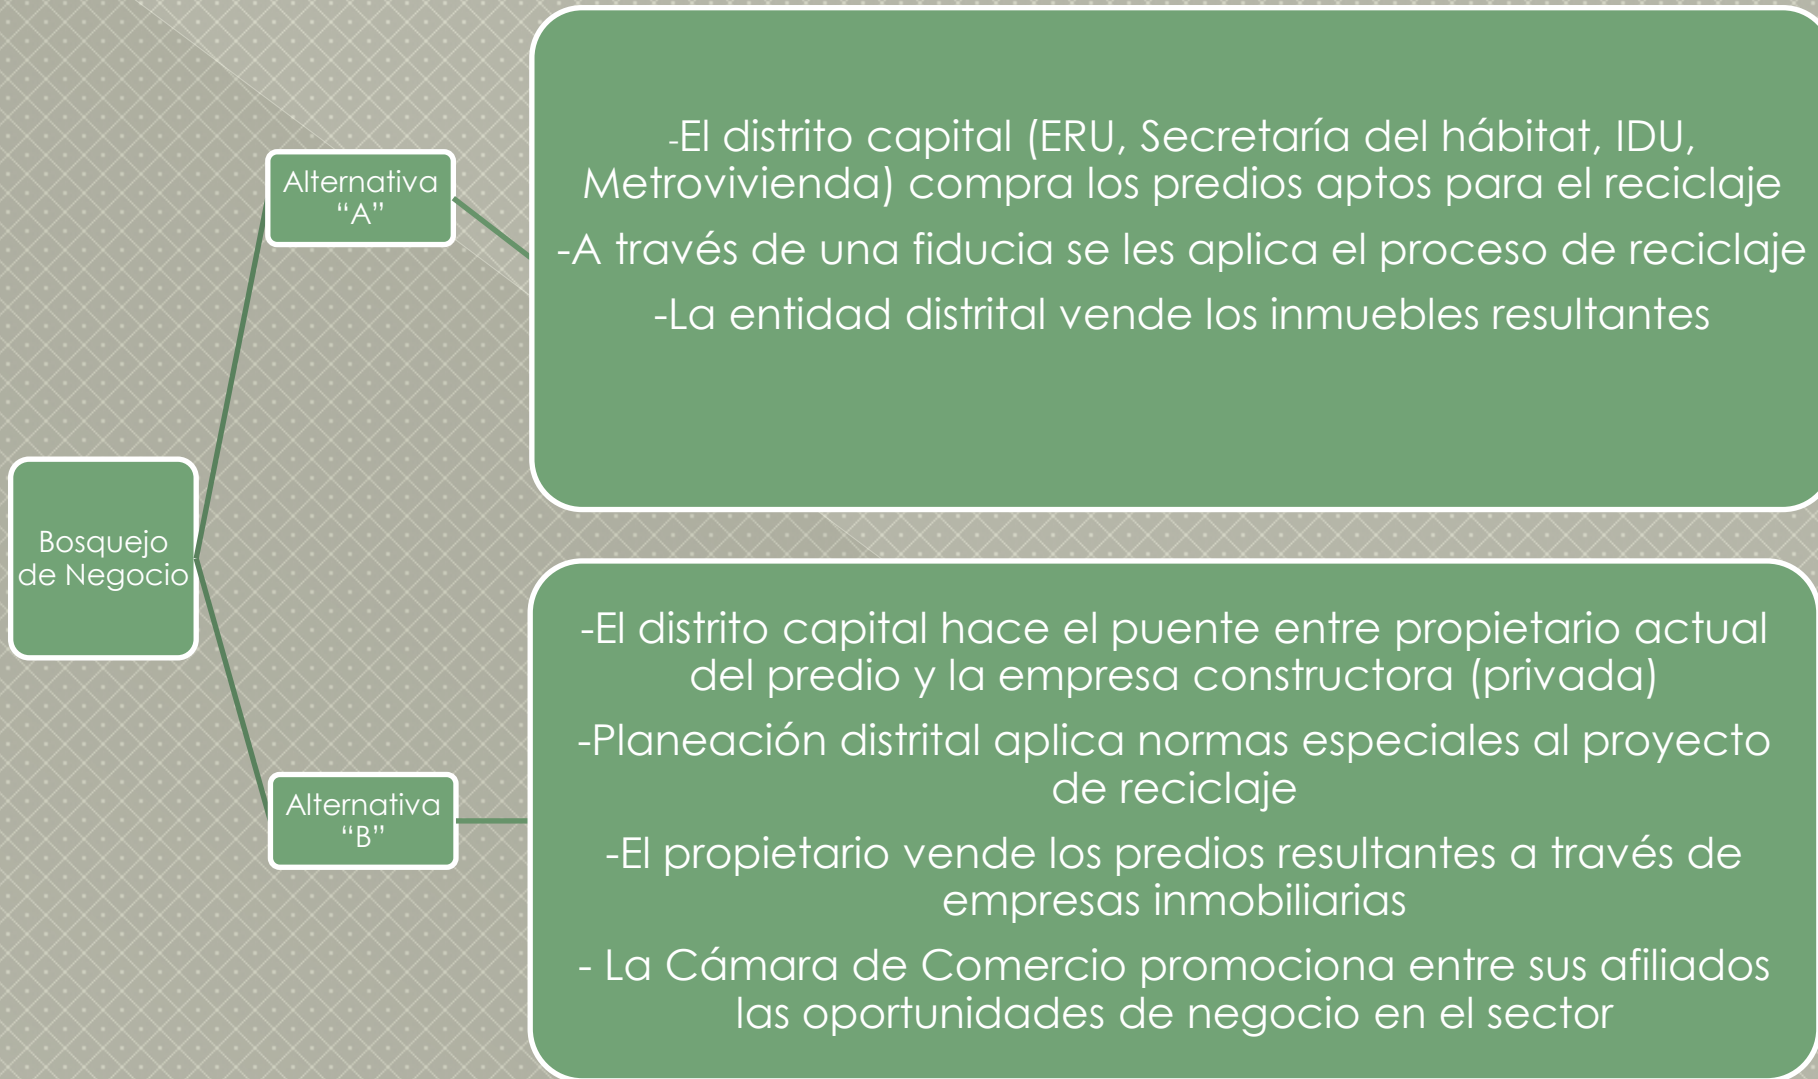 Bosquejo
de Negocio
Alternativa
“A”
-El distrito capital (ERU, Secretaría del hábitat, IDU,
Metrovivienda) compra los predios aptos para el reciclaje
-A través de una fiducia se les aplica el proceso de reciclaje
-La entidad distrital vende los inmuebles resultantes
Alternativa
“B”
-El distrito capital hace el puente entre propietario actual
del predio y la empresa constructora (privada)
-Planeación distrital aplica normas especiales al proyecto
de reciclaje
-El propietario vende los predios resultantes a través de
empresas inmobiliarias
- La Cámara de Comercio promociona entre sus afiliados
las oportunidades de negocio en el sector